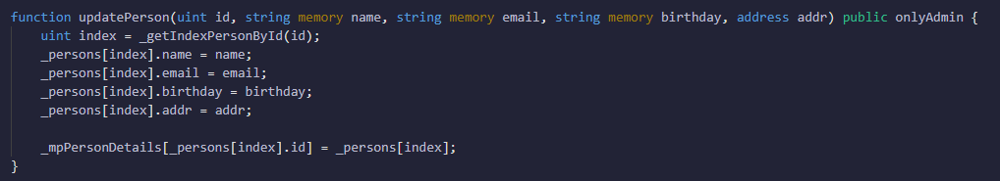 function updatePerson(uint id, string memory name, string memory email, string memory birthday, address addr) public onlyAdmin {
    uint index = _getIndexPersonById(id);
    _persons[index].name = name;
    _persons[index].email = email;
    _persons[index].birthday = birthday;
    _persons[index].addr = addr;

    _mpPersonDetails[_persons[index].id] = _persons[index];
}